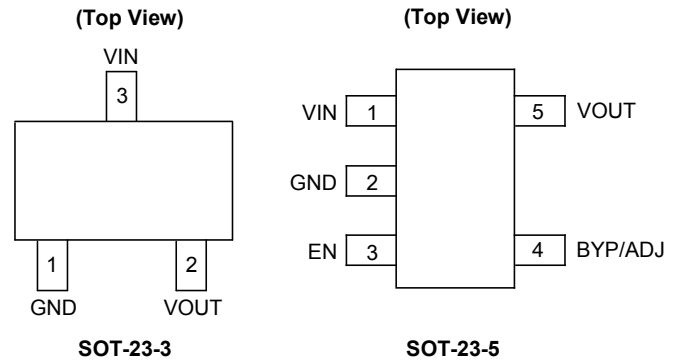 (Top View)
VIN
3
1
2
GND
VOUT
SOT-23-3
(Top View)
VIN
1
5
VOUT
GND
2
EN
3
4
BYP/ADJ
SOT-23-5